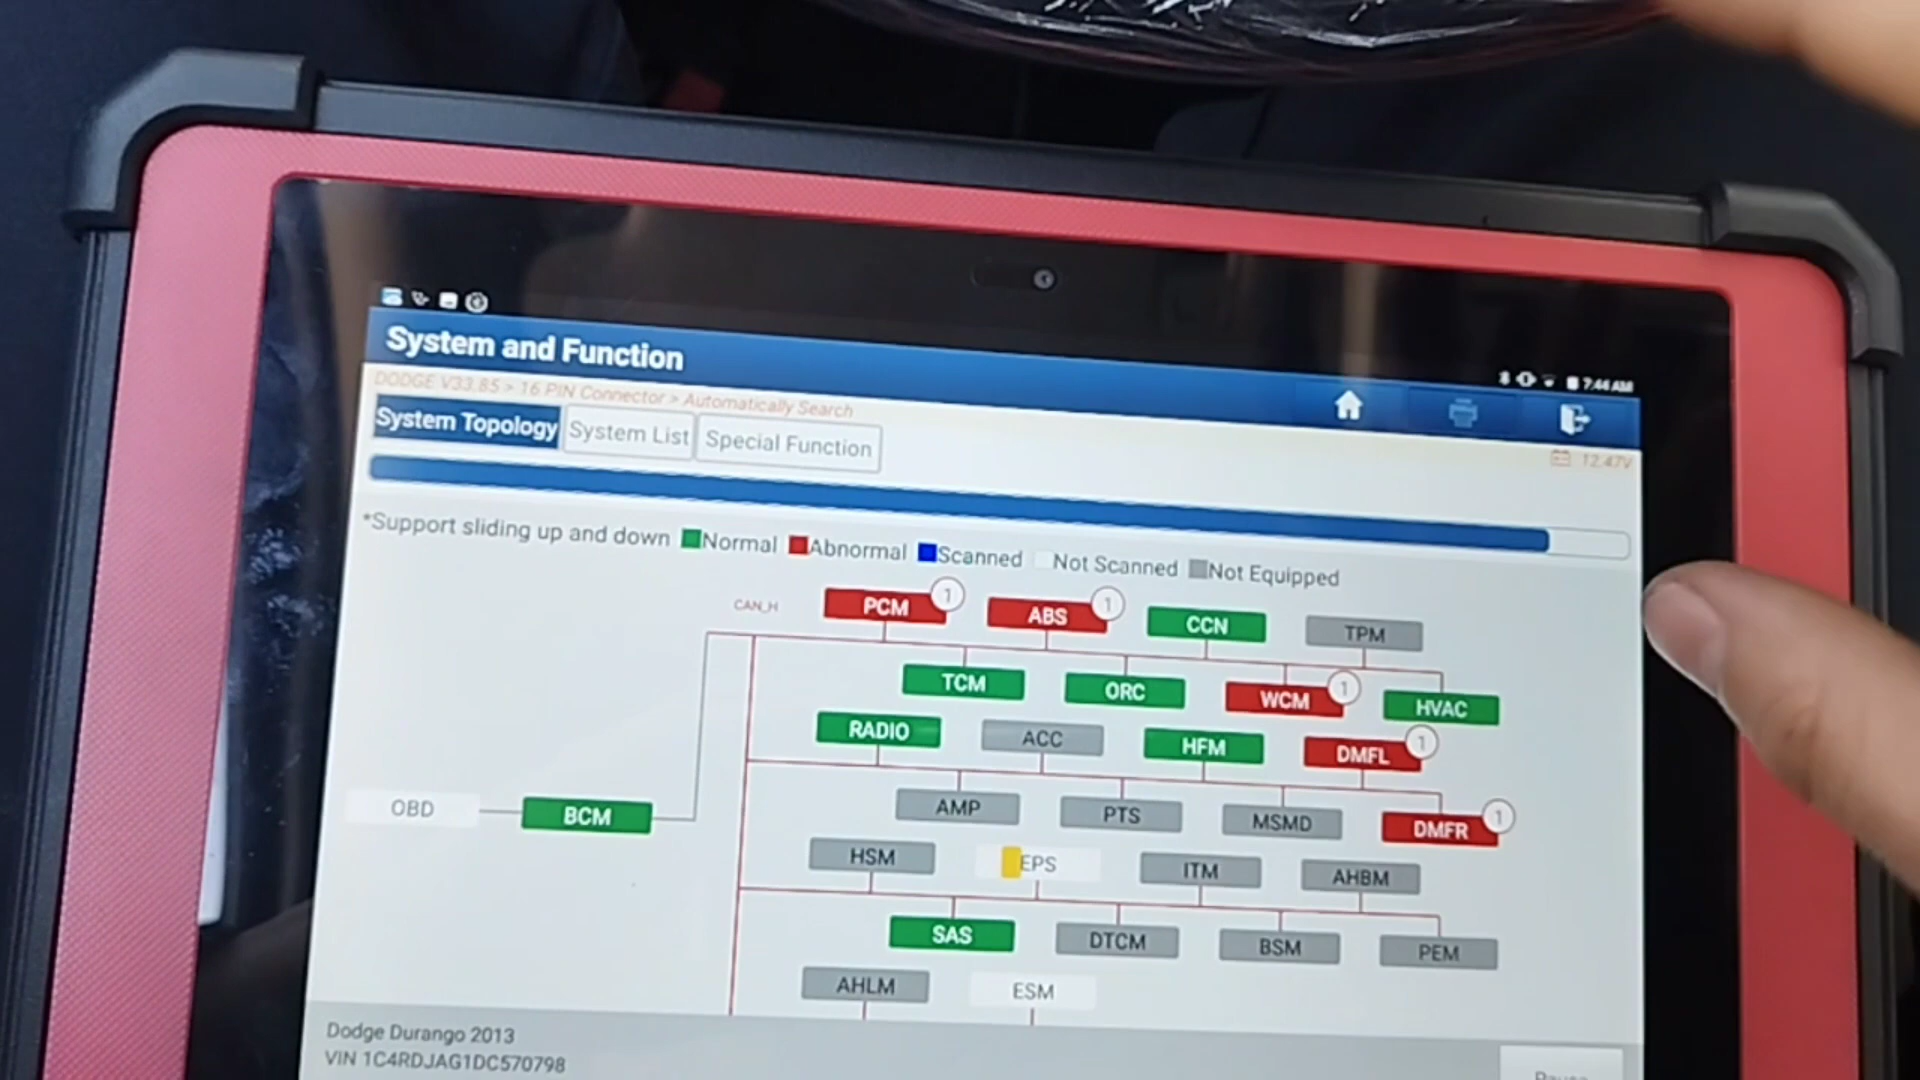 7:44 AM
System and Function
DODGE V33.85 > 16 PIN Connector > Automatically Search
12.47V
System Topology System List Special Function
*Support sliding up and down Normal Abnormal Scanned Not Scanned Not Equipped
CAN_H PCM 1 ABS 1 CCN TPM
TCM ORC WCM 1 HVAC
RADIO ACC HFM DMFL 1
OBD BCM AMP PTS MSMD DMFR 1
HSM EPS ITM AHBM
SAS DTCM BSM PEM
AHLM ESM
Dodge Durango 2013
VIN 1C4RDJAG1DC570798